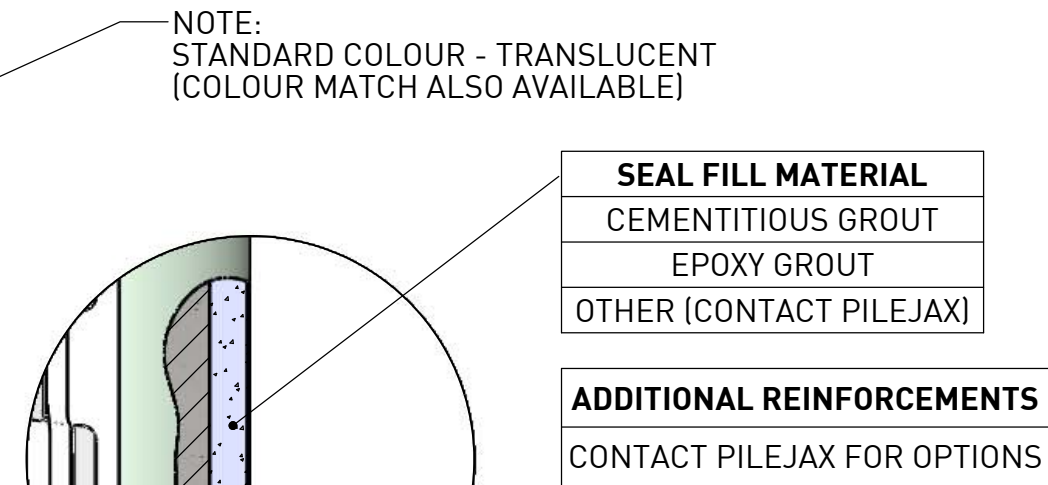 NOTE:
STANDARD COLOUR - TRANSLUCENT
(COLOUR MATCH ALSO AVAILABLE)
SEAL FILL MATERIAL
CEMENTITIOUS GROUT
EPOXY GROUT
OTHER (CONTACT PILEJAX)
ADDITIONAL REINFORCEMENTS
CONTACT PILEJAX FOR OPTIONS